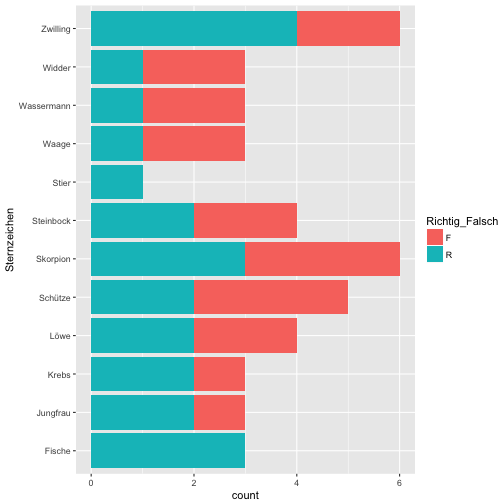 Zwilling
Widder
Wassermann
Waage
Stier
Steinbock
Skorpion
Schütze
Löwe
Krebs
Jungfrau
Fische
Sternzeichen
0 2 4 6
count
Richtig_Falsch
F
R